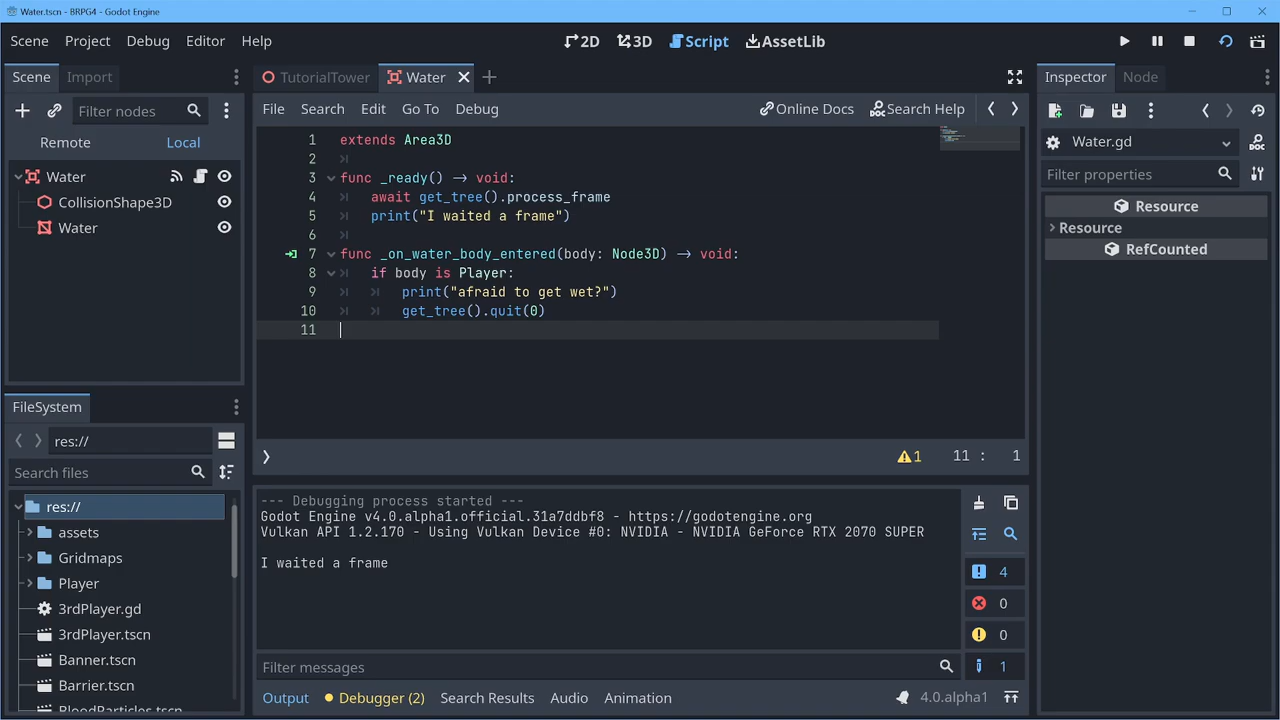 Water.tscn - BRPG4 - Godot Engine
Scene Project Debug Editor Help
2D 3D Script AssetLib
Scene Import
Filter nodes
Remote Local
Water
CollisionShape3D
Water
FileSystem
res://
Search files
res://
assets
Gridmaps
Player
3rdPlayer.gd
3rdPlayer.tscn
Banner.tscn
Barrier.tscn
BloodParticles.tscn
TutorialTower Water
File Search Edit Go To Debug
Online Docs Search Help
1 extends Area3D
2
3 func _ready() -> void:
4 await get_tree().process_frame
5 print("I waited a frame")
6
7 func _on_water_body_entered(body: Node3D) -> void:
8 if body is Player:
9 print("afraid to get wet?")
10 get_tree().quit(0)
11
1 11 : 1
--- Debugging process started ---
Godot Engine v4.0.alpha1.official.31a7ddbf8 - https://godotengine.org
Vulkan API 1.2.170 - Using Vulkan Device #0: NVIDIA - NVIDIA GeForce RTX 2070 SUPER
I waited a frame
4
0
0
1
Filter messages
Output Debugger (2) Search Results Audio Animation
4.0.alpha1
Inspector Node
Water.gd
Filter properties
Resource
Resource
RefCounted